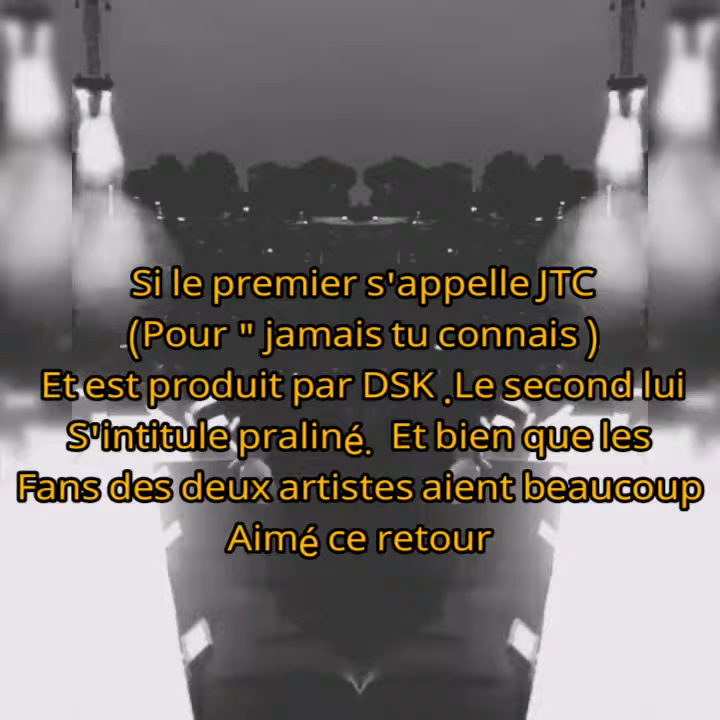 Si le premier s'appelle JTC
(Pour " jamais tu connais )
Et est produit par DSK .Le second lui
S'intitule praliné. Et bien que les
Fans des deux artistes aient beaucoup
Aimé ce retour